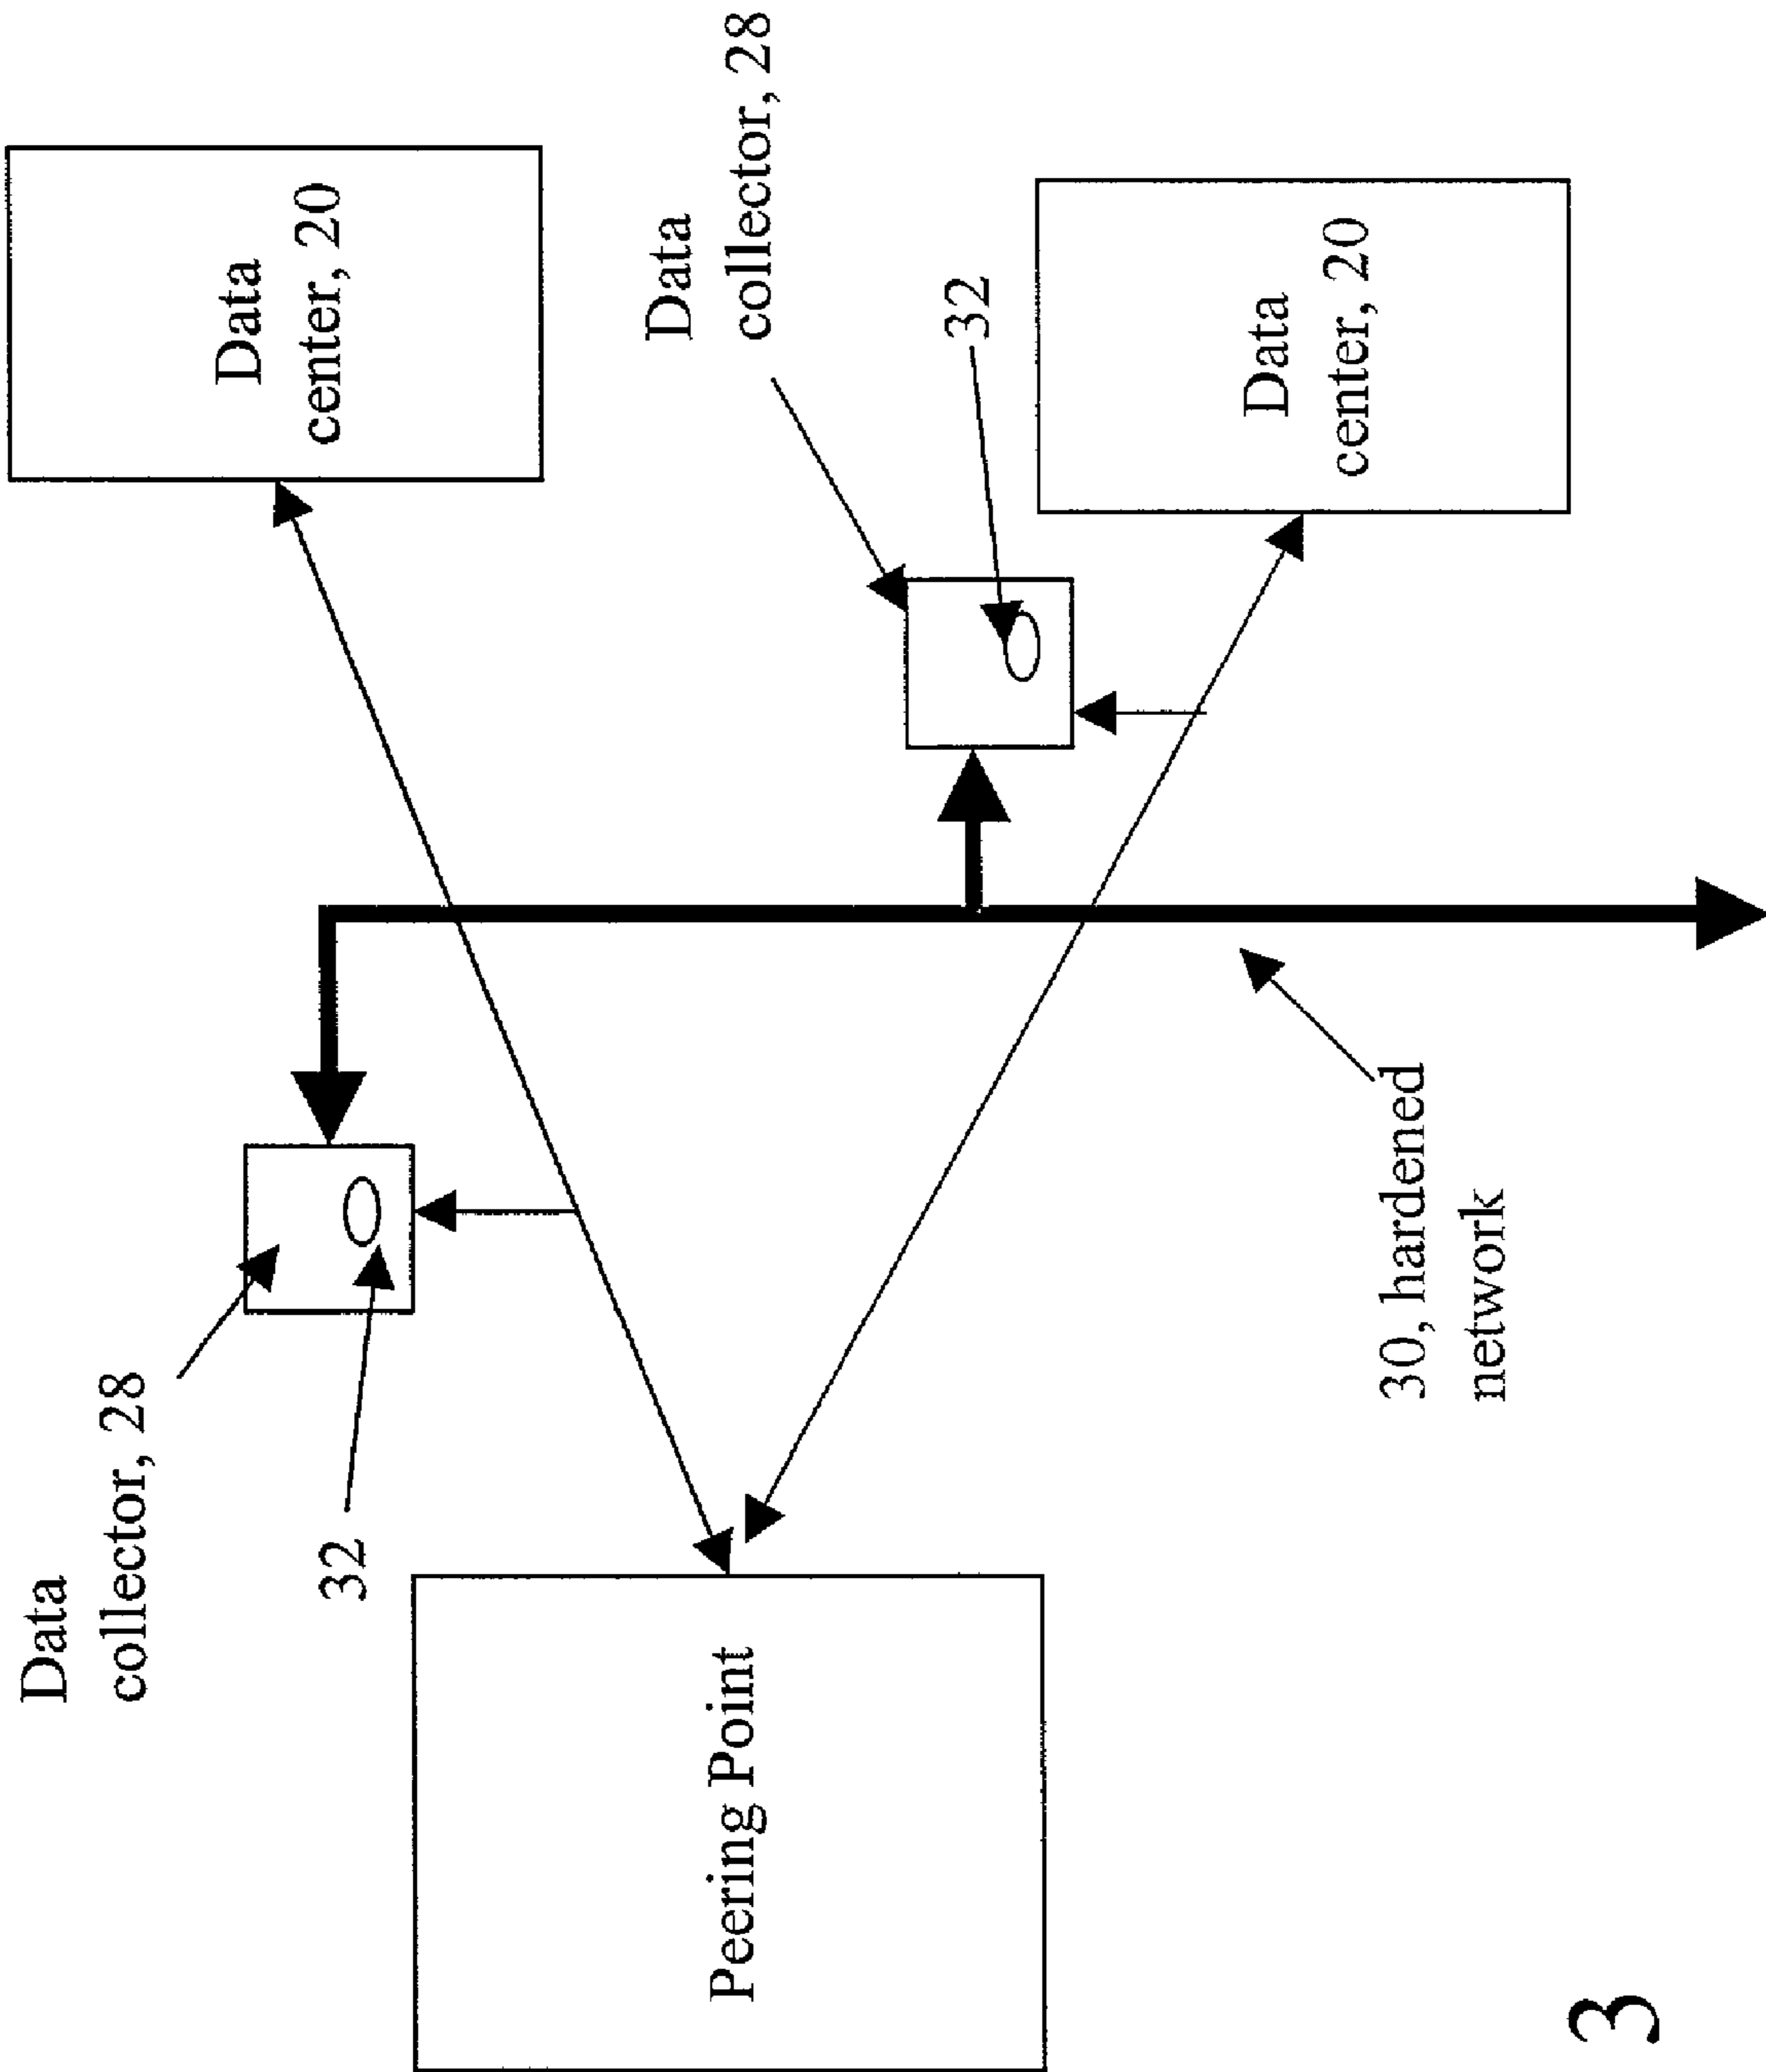 Data
collector, 28
32
Data
center, 20
Peering Point
Data
collector, 28
32
Data
center, 20
30, hardened
network
3